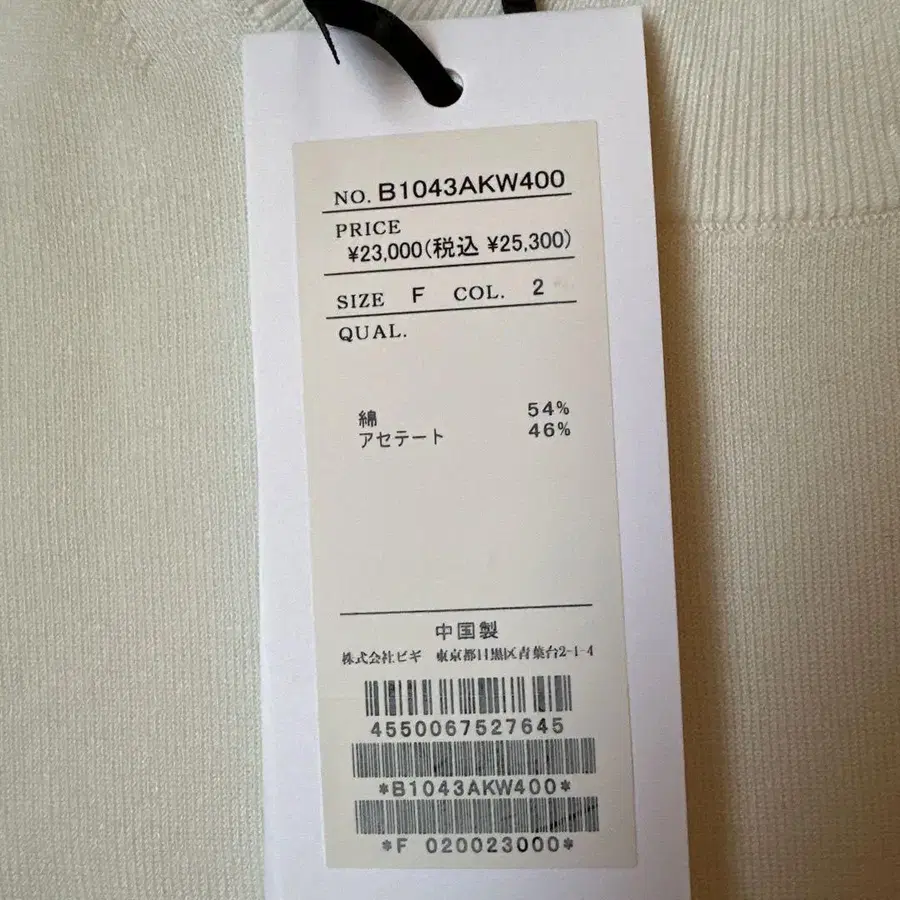 NO. B1043AKW400
PRICE
¥23,000(税込 ¥25,300)
SIZE F COL. 2
QUAL.
綿 54%
アセテート 46%
中国製
株式会社ビギ 東京都目黒区青葉台2-1-4
4550067527645
*B1043AKW400*
*F 020023000*